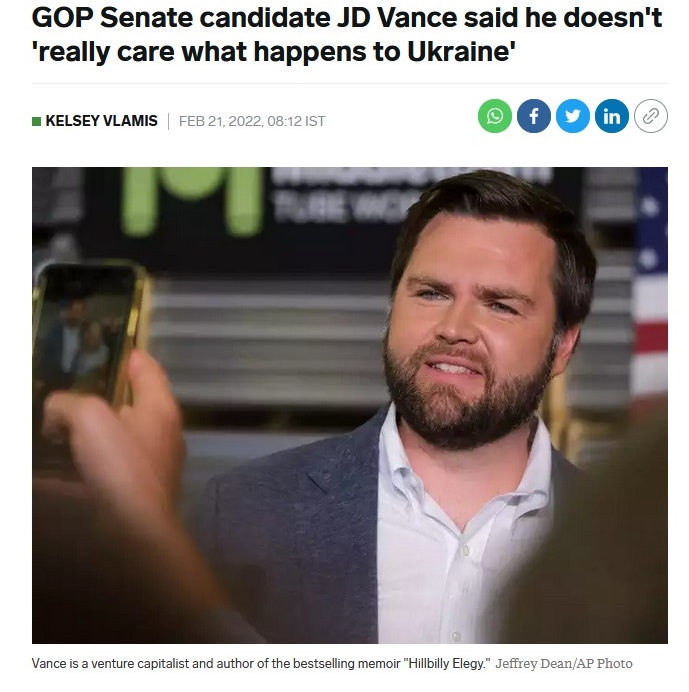 GOP Senate candidate JD Vance said he doesn't
'really care what happens to Ukraine'
KELSEY VLAMIS | FEB 21, 2022, 08:12 IST
TUBE WO
Vance is a venture capitalist and author of the bestselling memoir "Hillbilly Elegy." Jeffrey Dean/AP Photo